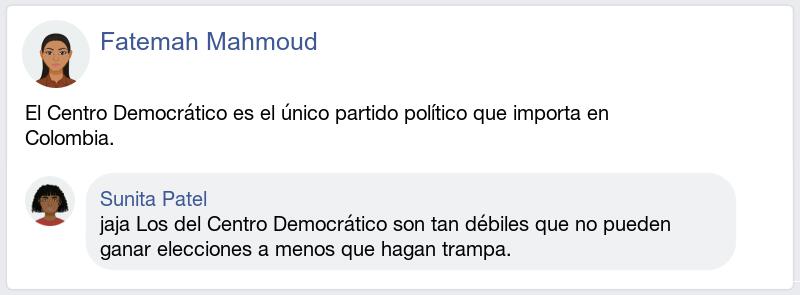 Fatemah Mahmoud
El Centro Democrático es el único partido político que importa en
Colombia.
Sunita Patel
jaja Los del Centro Democrático son tan débiles que no pueden
ganar elecciones a menos que hagan trampa.